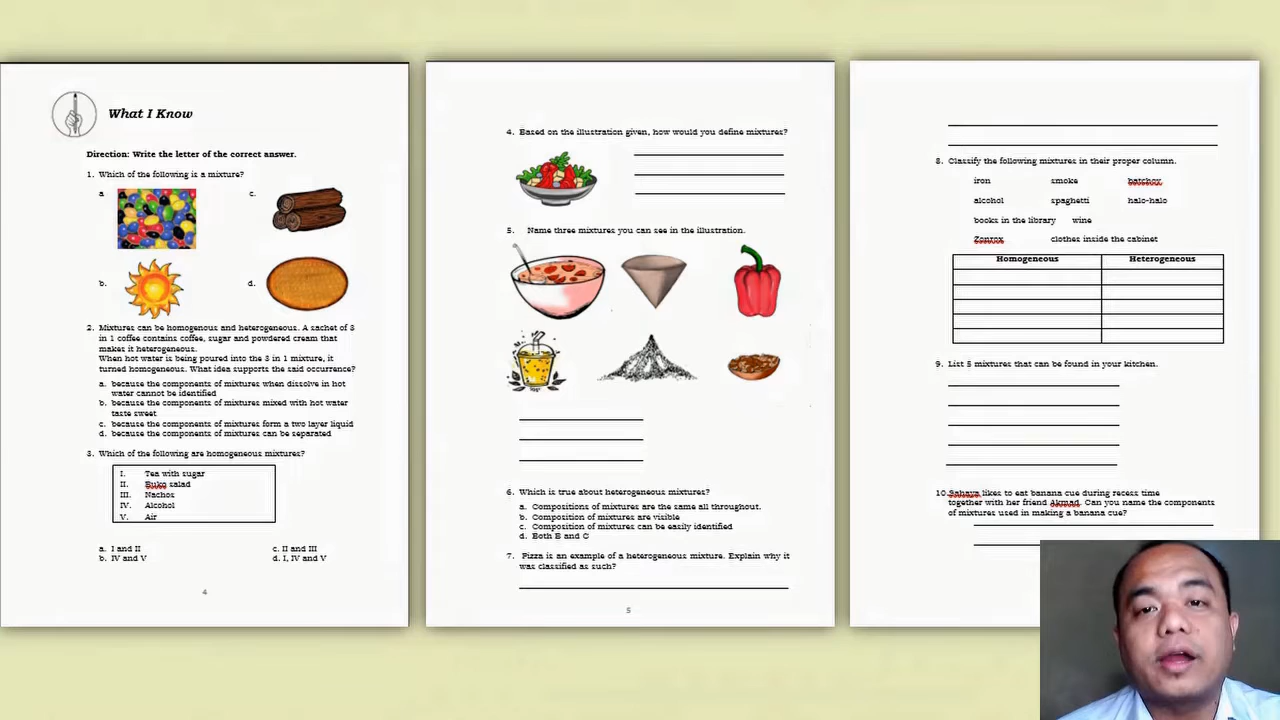 What I Know
Direction: Write the letter of the correct answer.
1. Which of the following is a mixture?
a
c.
b.
d.
2. Mixtures can be homogenous and heterogeneous. A sachet of 3
in 1 coffee contains coffee, sugar and powdered cream that
makes it heterogeneous.
When hot water is being poured into the 3 in 1 mixture, it
turned homogeneous. What idea supports the said occurrence?
a. because the components of mixtures when dissolve in hot
water cannot be identified
b. because the components of mixtures mixed with hot water
taste sweet
c. because the components of mixtures form a two layer liquid
d. because the components of mixtures can be separated
3. Which of the following are homogeneous mixtures?
I. Tea with sugar
II. Buko salad
III. Nachos
IV. Alcohol
V. Air
a. I and II
c. II and III
b. IV and V
d. I, IV and V
4
4. Based on the illustration given, how would you define mixtures?
5. Name three mixtures you can see in the illustration.
6. Which is true about heterogeneous mixtures?
a. Compositions of mixtures are the same all throughout.
b. Composition of mixtures are visible
c. Composition of mixtures can be easily identified
d. Both B and C
7. Pizza is an example of a heterogeneous mixture. Explain why it
was classified as such?
5
8. Classify the following mixtures in their proper column.
iron smoke batchoy
alcohol spaghetti halo-halo
books in the library wine
Zonrox clothes inside the cabinet
Homogeneous Heterogeneous
9. List 5 mixtures that can be found in your kitchen.
10. Sahaya likes to eat banana cue during recess time
together with her friend Akmad. Can you name the components
of mixtures used in making a banana cue?